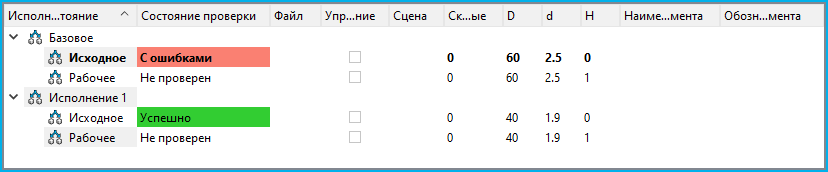 Исполн...тояние Состояние проверки Файл Упр...ние Сцена Ск...ые D d H Наиме...мента Обозн...мента
Базовое
Исходное С ошибками 0 60 2.5 0
Рабочее Не проверен 0 60 2.5 1
Исполнение 1
Исходное Успешно 0 40 1.9 0
Рабочее Не проверен 0 40 1.9 1